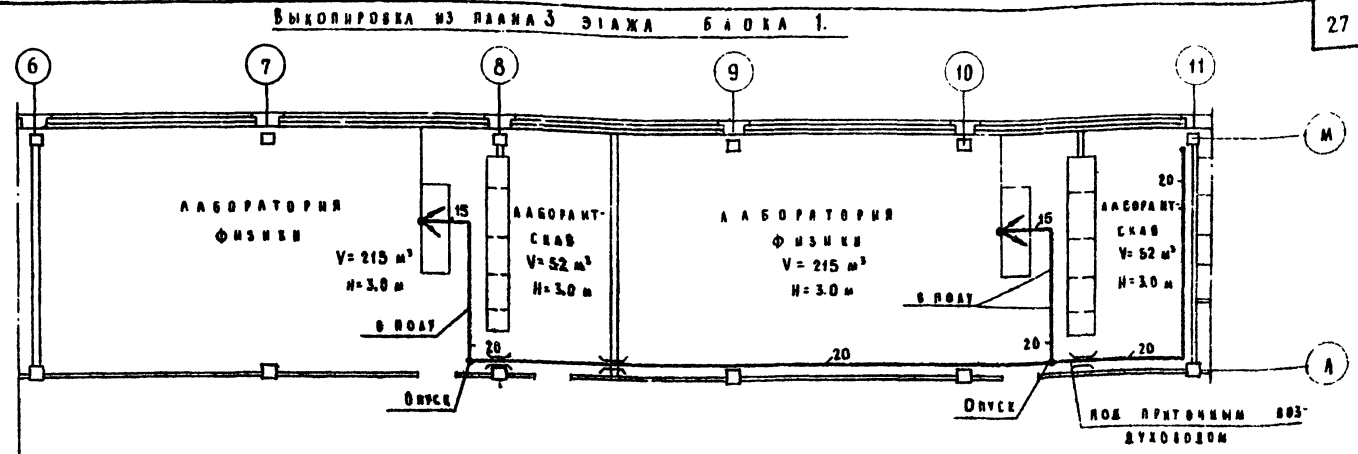 Выкопировка из плана 3 этажа блока 1.
27
6
7
8
9
10
11
М
20
ЛАБОРАТОРИЯ
ФИЗИКИ
V= 215 м³
H= 3.0 м
15
ЛАБОРАНТ-
СКАЯ
V= 52 м³
H= 3.0 м
ЛАБОРАТОРИЯ
ФИЗИКИ
V= 215 м³
H= 3.0 м
15
ЛАБОРАНТ-
СКАЯ
V= 52 м³
H= 3.0 м
В ПОЛУ
В ПОЛУ
20
20
20
20
Опуск
Опуск
Л
ПОД ПРИТОЧНЫМ ВОЗ-
ДУХОВОДОМ